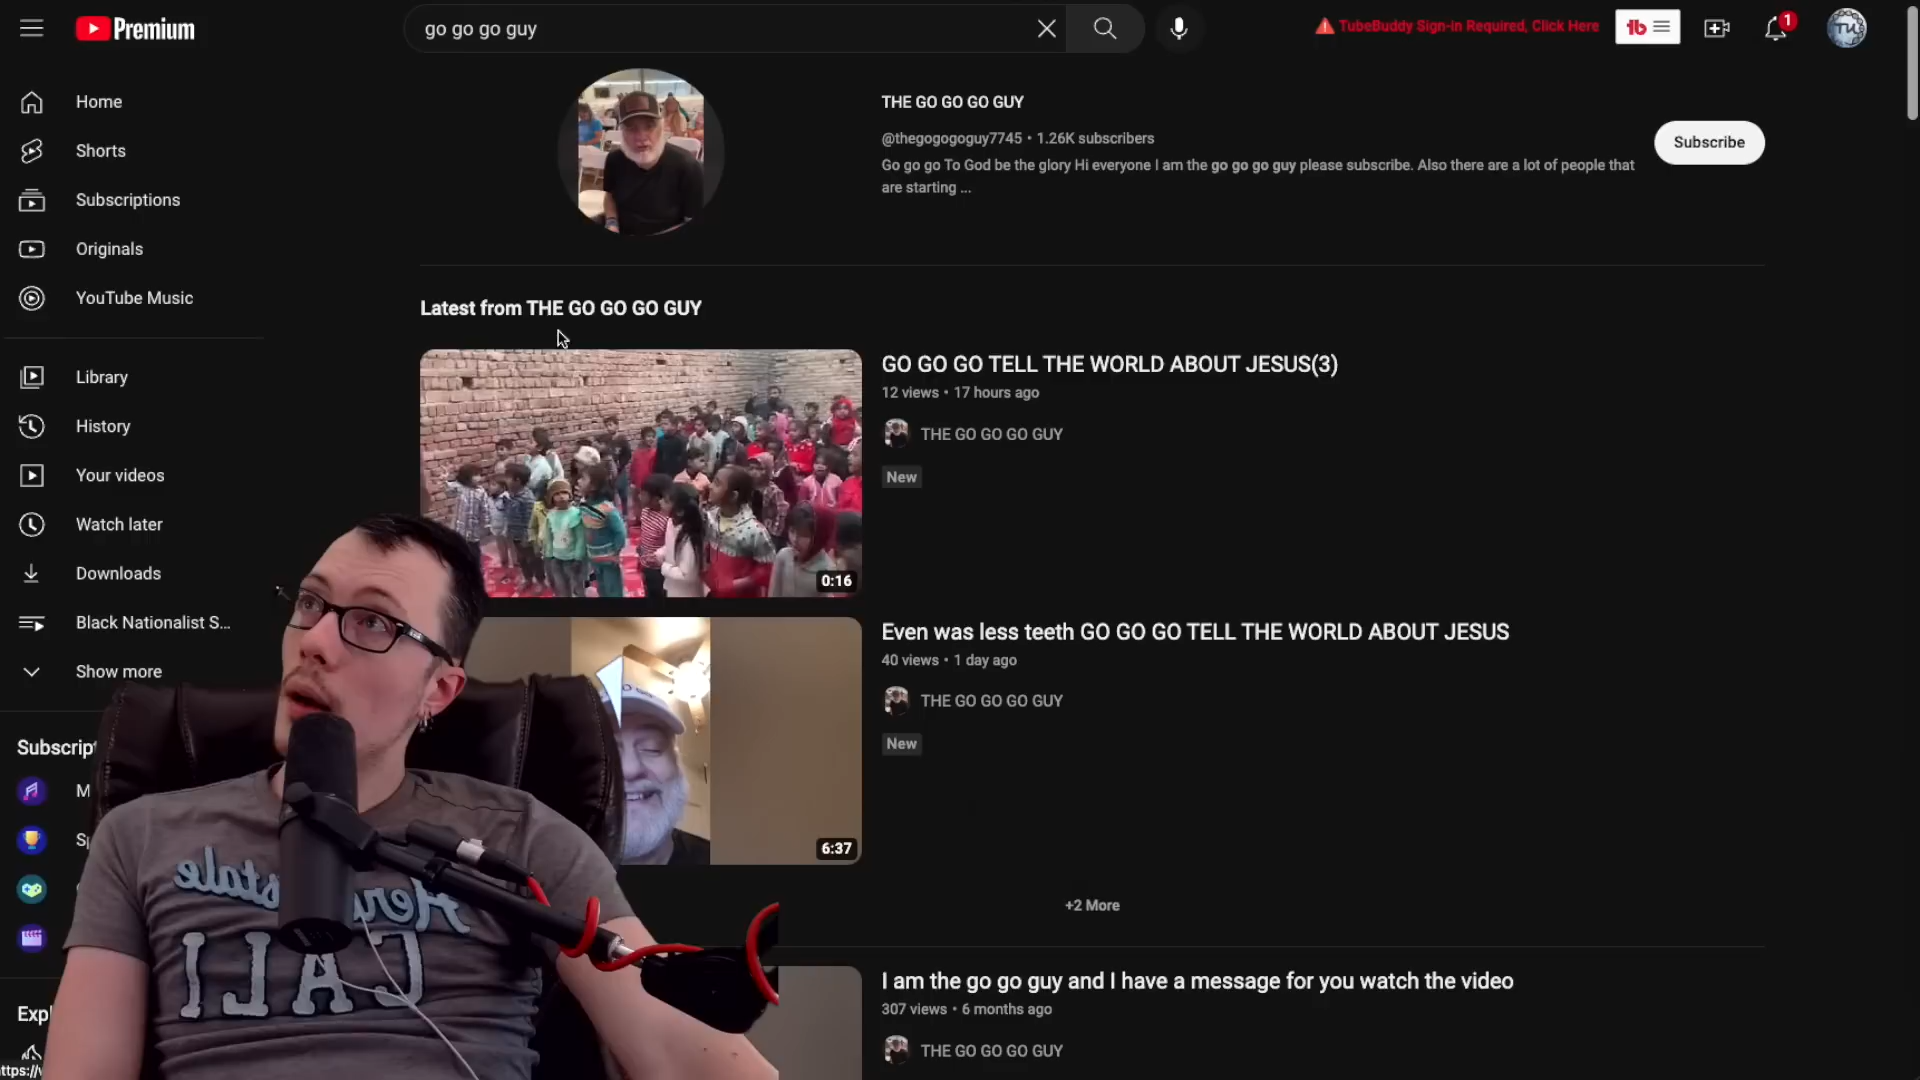 Premium
go go go guy
TubeBuddy Sign-in Required, Click Here
tb
1
Home
Shorts
Subscriptions
Originals
YouTube Music
Library
History
Your videos
Watch later
Downloads
Black Nationalist S...
Show more
THE GO GO GO GUY
@thegogogoguy7745 • 1.26K subscribers
Go go go To God be the glory Hi everyone I am the go go go guy please subscribe. Also there are a lot of people that
are starting ...
Subscribe
Latest from THE GO GO GO GUY
0:16
GO GO GO TELL THE WORLD ABOUT JESUS(3)
12 views • 17 hours ago
THE GO GO GO GUY
New
6:37
Even was less teeth GO GO GO TELL THE WORLD ABOUT JESUS
40 views • 1 day ago
THE GO GO GO GUY
New
+2 More
I am the go go guy and I have a message for you watch the video
307 views • 6 months ago
THE GO GO GO GUY
CALI